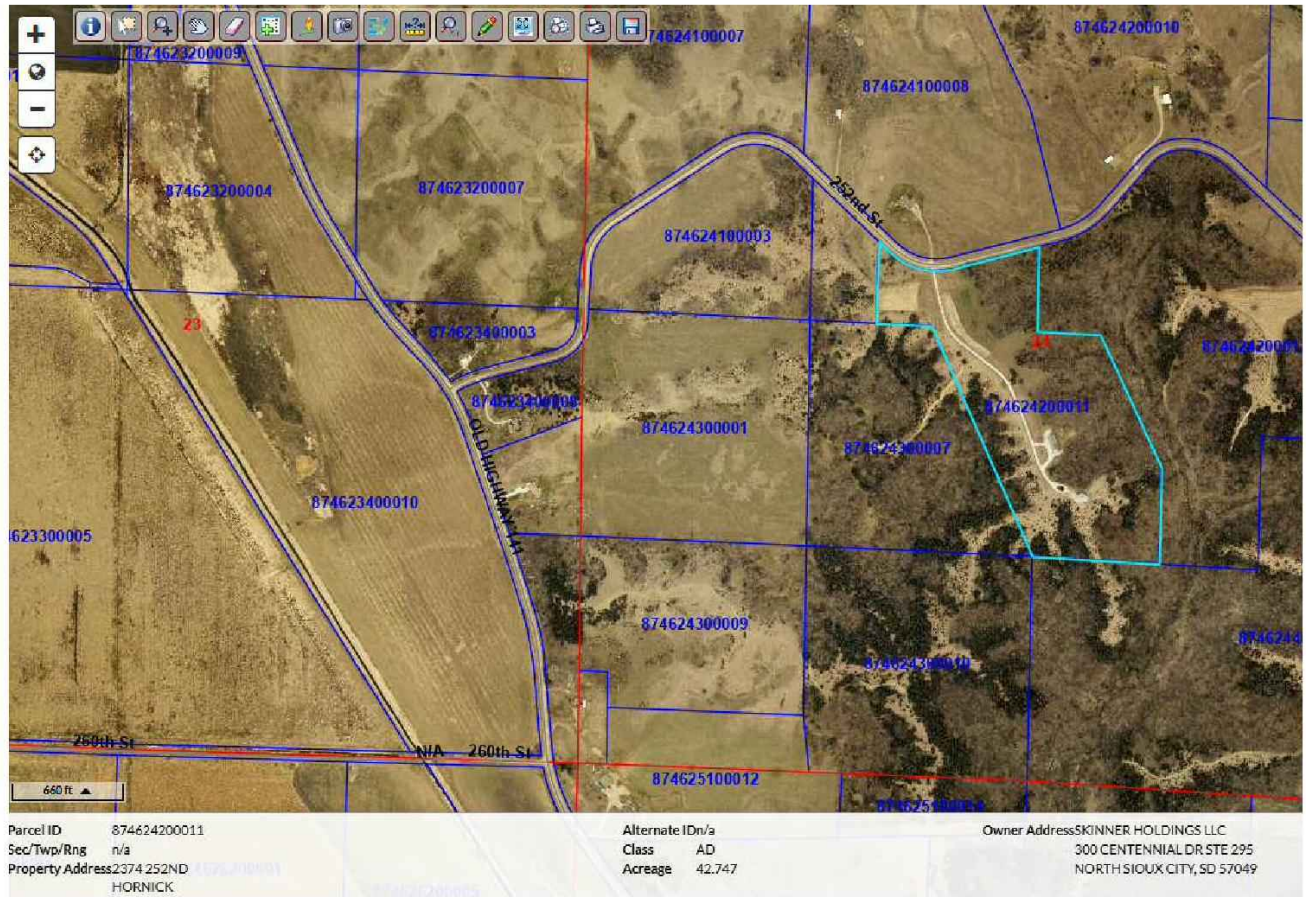 874623200009
874624100007
874624200010
874624100008
874623200004
874623200007
252nd St
874624100003
23
874623400003
874624200011
874624300001
874624300007
OLD HIGHWAY 141
874623400010
4623300005
874624300009
260th St
N/A
260th St
874625100012
660 ft
Parcel ID 874624200011
Sec/Twp/Rng n/a
Property Address 2374 252ND
HORNICK
Alternate ID n/a
Class AD
Acreage 42.747
Owner Address SKINNER HOLDINGS LLC
300 CENTENNIAL DR STE 295
NORTH SIOUX CITY, SD 57049